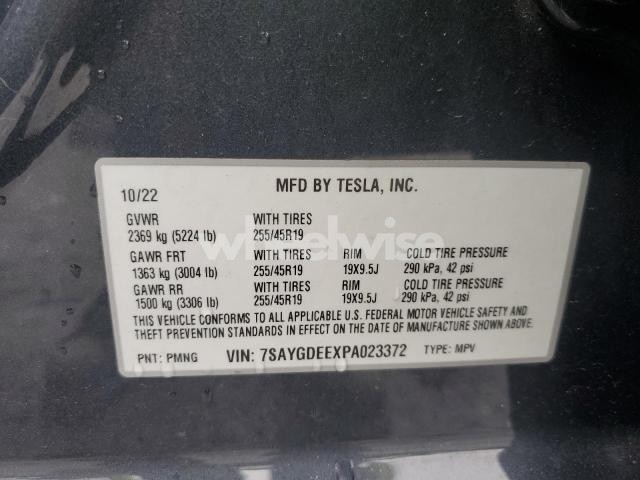 10/22 MFD BY TESLA, INC.
GVWR WITH TIRES
2369 kg (5224 lb) 255/45R19
GAWR FRT WITH TIRES RIM COLD TIRE PRESSURE
1363 kg (3004 lb) 255/45R19 19X9.5J 290 kPa, 42 psi
GAWR RR WITH TIRES RIM COLD TIRE PRESSURE
1500 kg (3306 lb) 255/45R19 19X9.5J 290 kPa, 42 psi
THIS VEHICLE CONFORMS TO ALL APPLICABLE U.S. FEDERAL MOTOR VEHICLE SAFETY AND
THEFT PREVENTION STANDARDS IN EFFECT ON THE DATE OF MANUFACTURE SHOWN ABOVE.
PNT: PMNG VIN: 7SAYGDEEXPA023372 TYPE: MPV
wheelwise